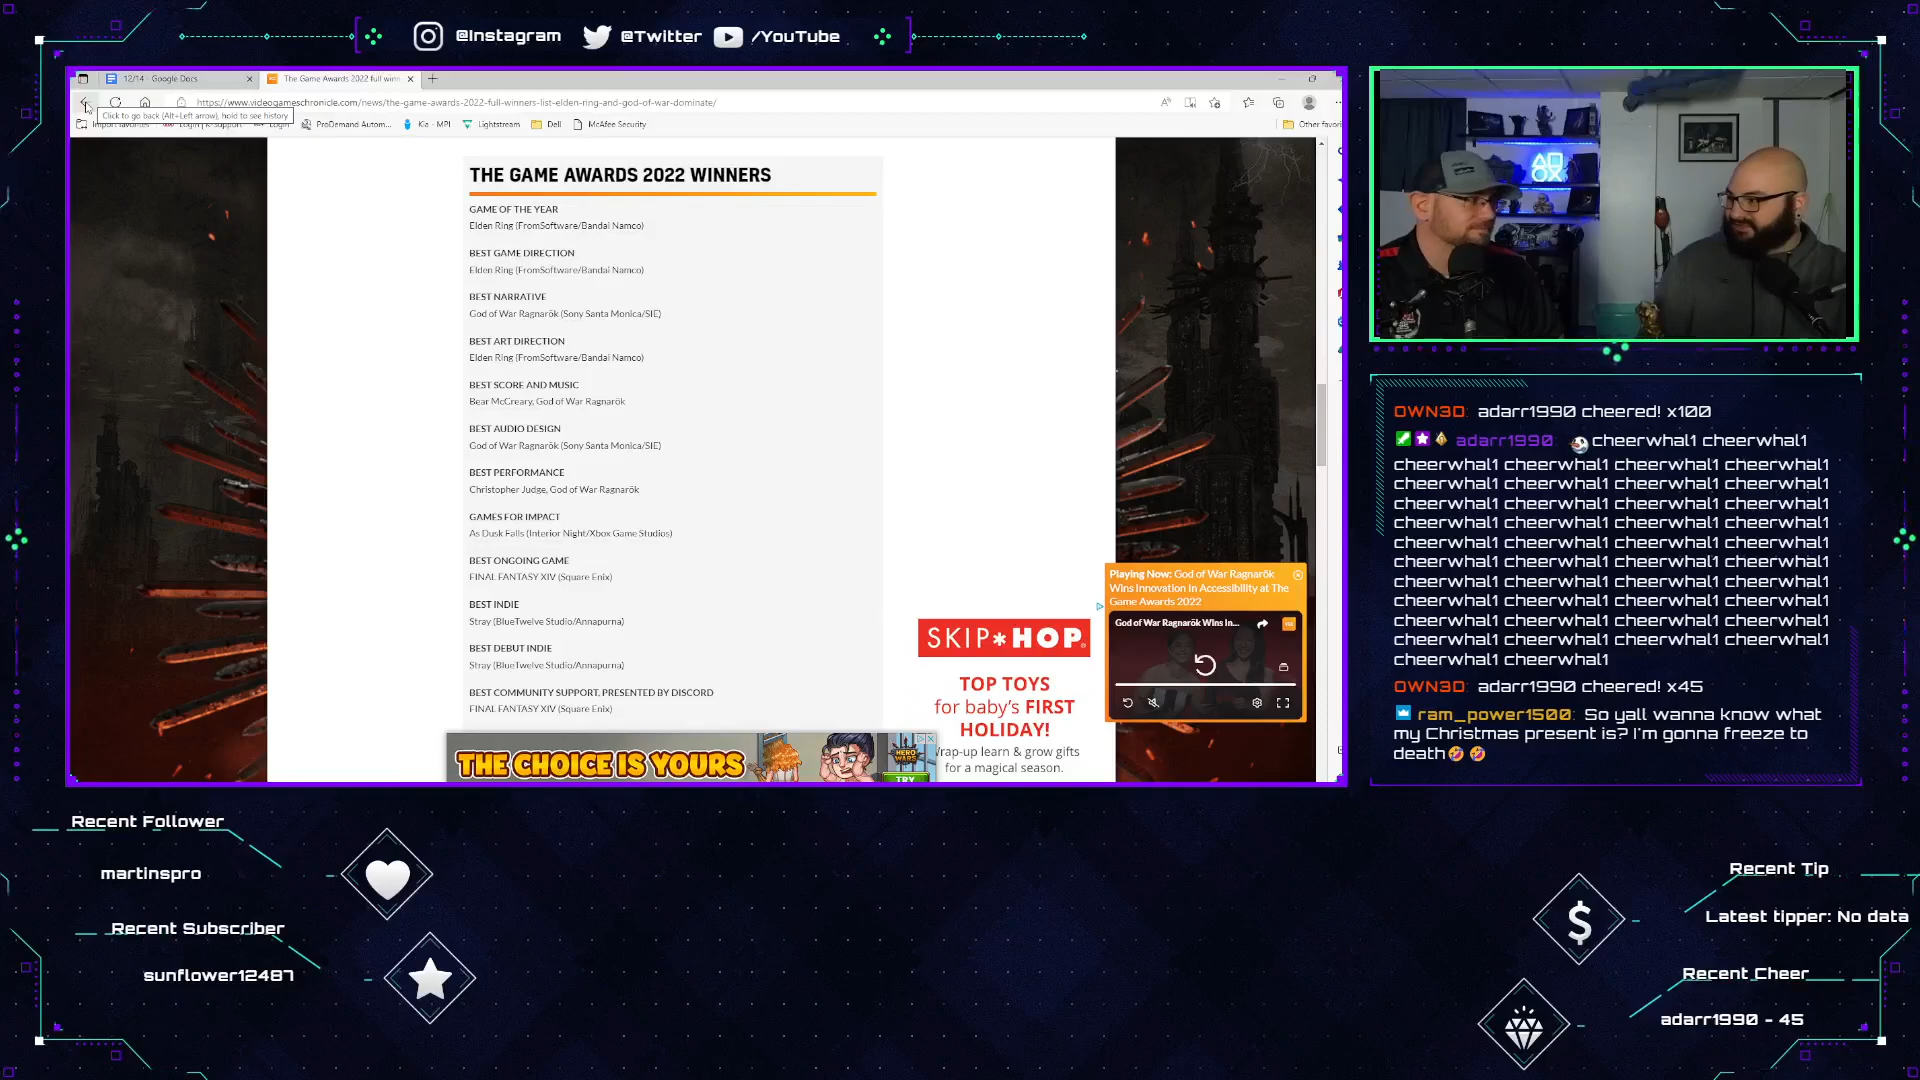 @Instagram @Twitter /YouTube
12/14 - Google Docs
The Game Awards 2022 full winn
https://www.videogameschronicle.com/news/the-game-awards-2022-full-winners-list-elden-ring-and-god-of-war-dominate/
Click to go back (Alt+Left arrow), hold to see history
Import favorites
ProDemand Autom... Kia - MPI Lightstream Dell McAfee Security Other favori
THE GAME AWARDS 2022 WINNERS
GAME OF THE YEAR
Elden Ring (FromSoftware/Bandai Namco)
BEST GAME DIRECTION
Elden Ring (FromSoftware/Bandai Namco)
BEST NARRATIVE
God of War Ragnarök (Sony Santa Monica/SIE)
BEST ART DIRECTION
Elden Ring (FromSoftware/Bandai Namco)
BEST SCORE AND MUSIC
Bear McCreary, God of War Ragnarök
BEST AUDIO DESIGN
God of War Ragnarök (Sony Santa Monica/SIE)
BEST PERFORMANCE
Christopher Judge, God of War Ragnarök
GAMES FOR IMPACT
As Dusk Falls (Interior Night/Xbox Game Studios)
BEST ONGOING GAME
FINAL FANTASY XIV (Square Enix)
BEST INDIE
Stray (BlueTwelve Studio/Annapurna)
BEST DEBUT INDIE
Stray (BlueTwelve Studio/Annapurna)
BEST COMMUNITY SUPPORT, PRESENTED BY DISCORD
FINAL FANTASY XIV (Square Enix)
THE CHOICE IS YOURS
HERO WARS
TRY
SKIP*HOP
TOP TOYS
for baby's FIRST
HOLIDAY!
Wrap-up learn & grow gifts
for a magical season.
Playing Now: God of War Ragnarök
Wins Innovation In Accessibility at The
Game Awards 2022
God of War Ragnarök Wins In...
OWN3D: adarr1990 cheered! x100
adarr1990: cheerwhal1 cheerwhal1
cheerwhal1 cheerwhal1 cheerwhal1 cheerwhal1
cheerwhal1 cheerwhal1 cheerwhal1 cheerwhal1
cheerwhal1 cheerwhal1 cheerwhal1 cheerwhal1
cheerwhal1 cheerwhal1 cheerwhal1 cheerwhal1
cheerwhal1 cheerwhal1 cheerwhal1 cheerwhal1
cheerwhal1 cheerwhal1 cheerwhal1 cheerwhal1
cheerwhal1 cheerwhal1 cheerwhal1 cheerwhal1
cheerwhal1 cheerwhal1 cheerwhal1 cheerwhal1
cheerwhal1 cheerwhal1 cheerwhal1 cheerwhal1
cheerwhal1 cheerwhal1 cheerwhal1 cheerwhal1
cheerwhal1 cheerwhal1
OWN3D: adarr1990 cheered! x45
ram_power1500: So yall wanna know what
my Christmas present is? I'm gonna freeze to
death🤣 🤣
Recent Follower
martinspro
Recent Subscriber
sunflower12487
Recent Tip
Latest tipper: No data
Recent Cheer
adarr1990 - 45